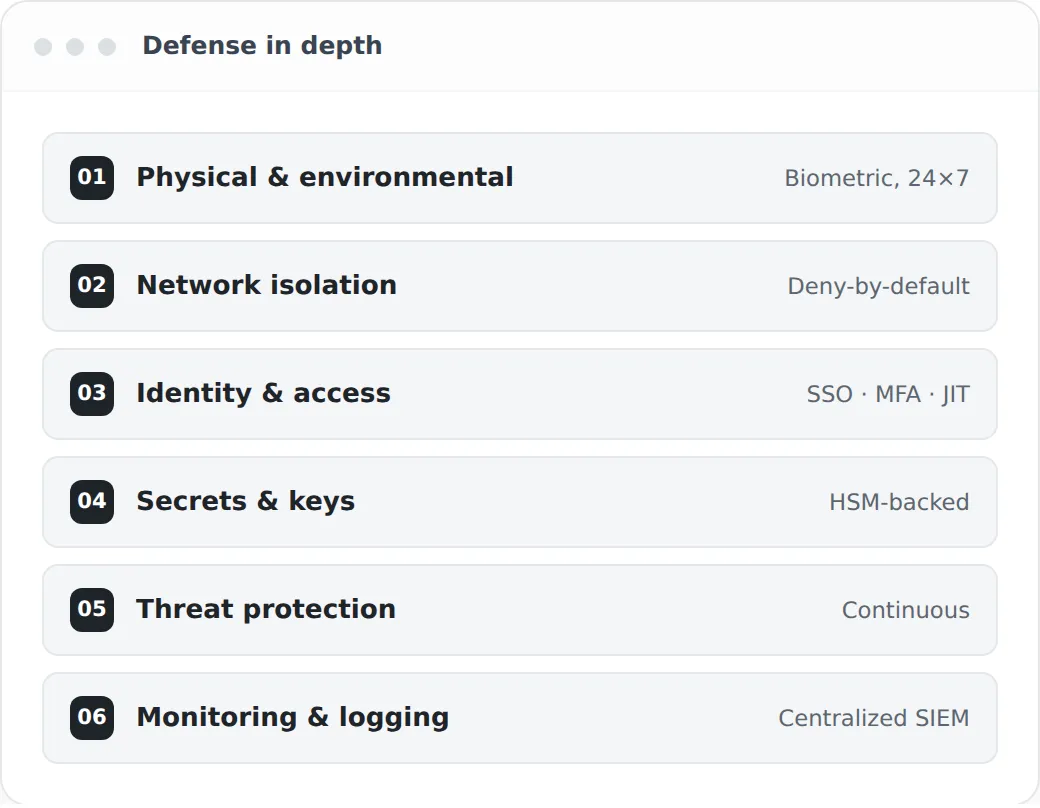 Defense in depth
01 Physical & environmental Biometric, 24×7
02 Network isolation Deny-by-default
03 Identity & access SSO · MFA · JIT
04 Secrets & keys HSM-backed
05 Threat protection Continuous
06 Monitoring & logging Centralized SIEM